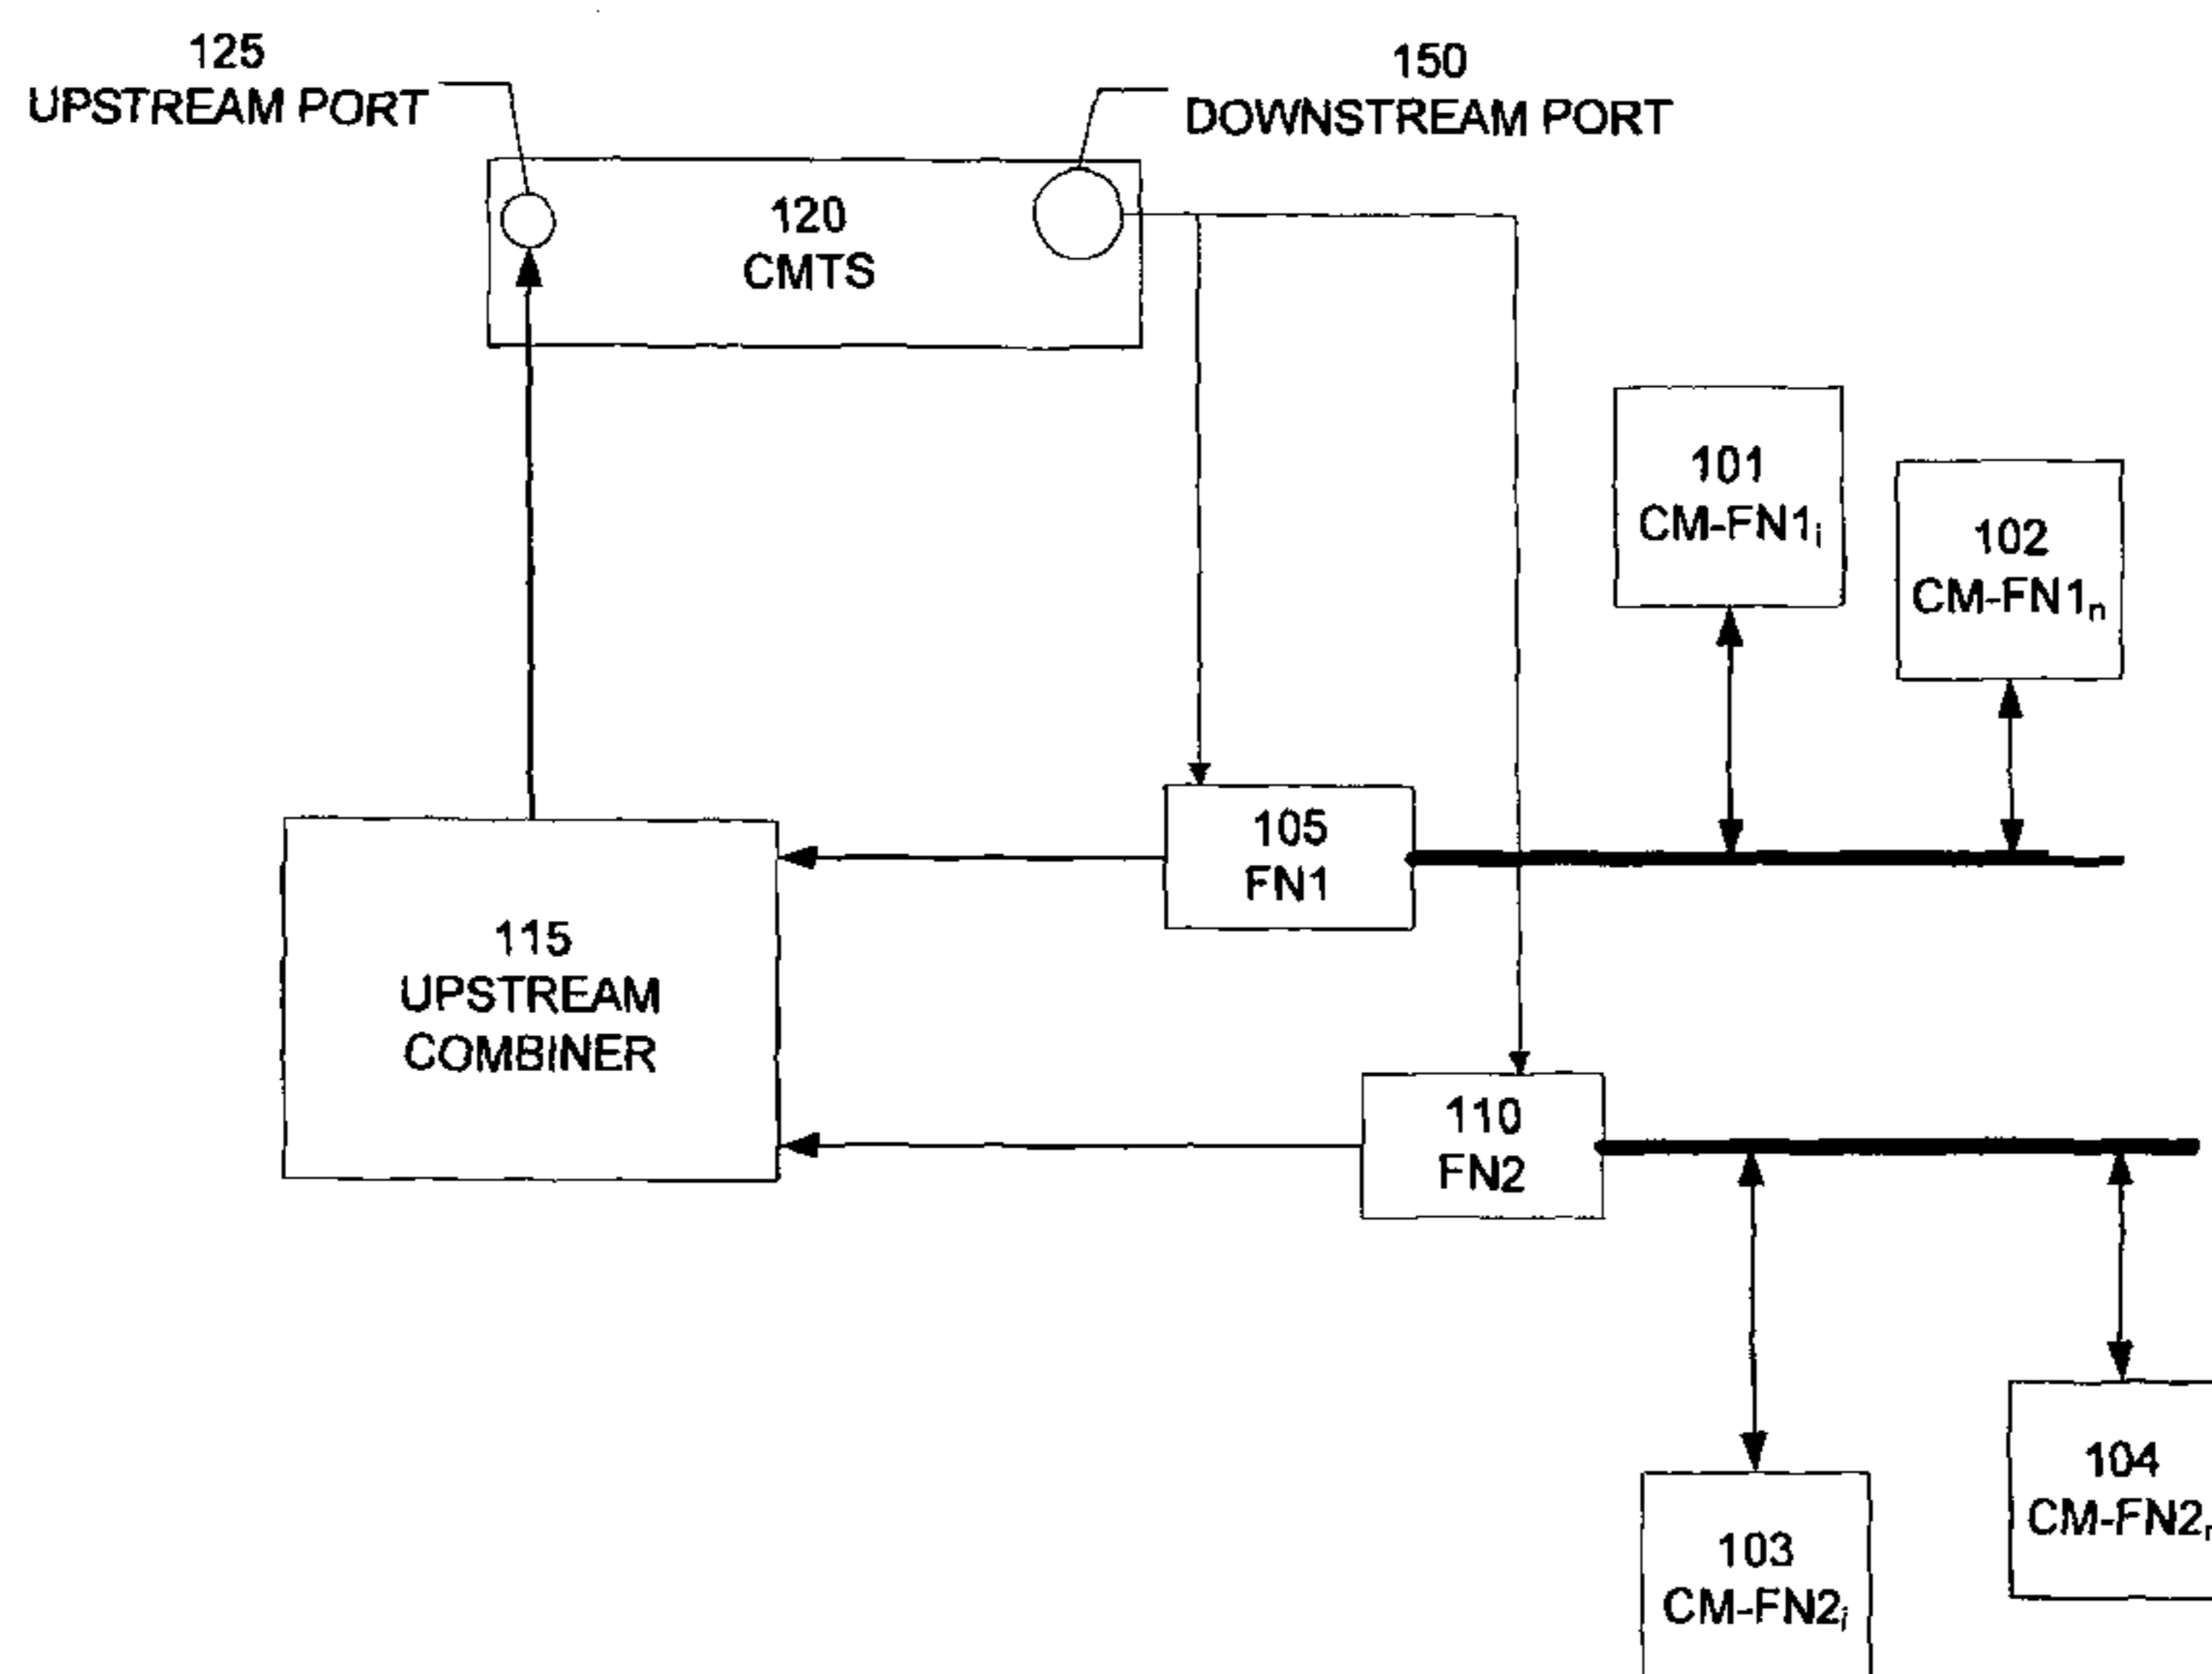 125
UPSTREAM PORT
150
DOWNSTREAM PORT
120
CMTS
101
CM-FN1i
102
CM-FN1n
105
FN1
115
UPSTREAM
COMBINER
110
FN2
104
CM-FN2n
103
CM-FN2i